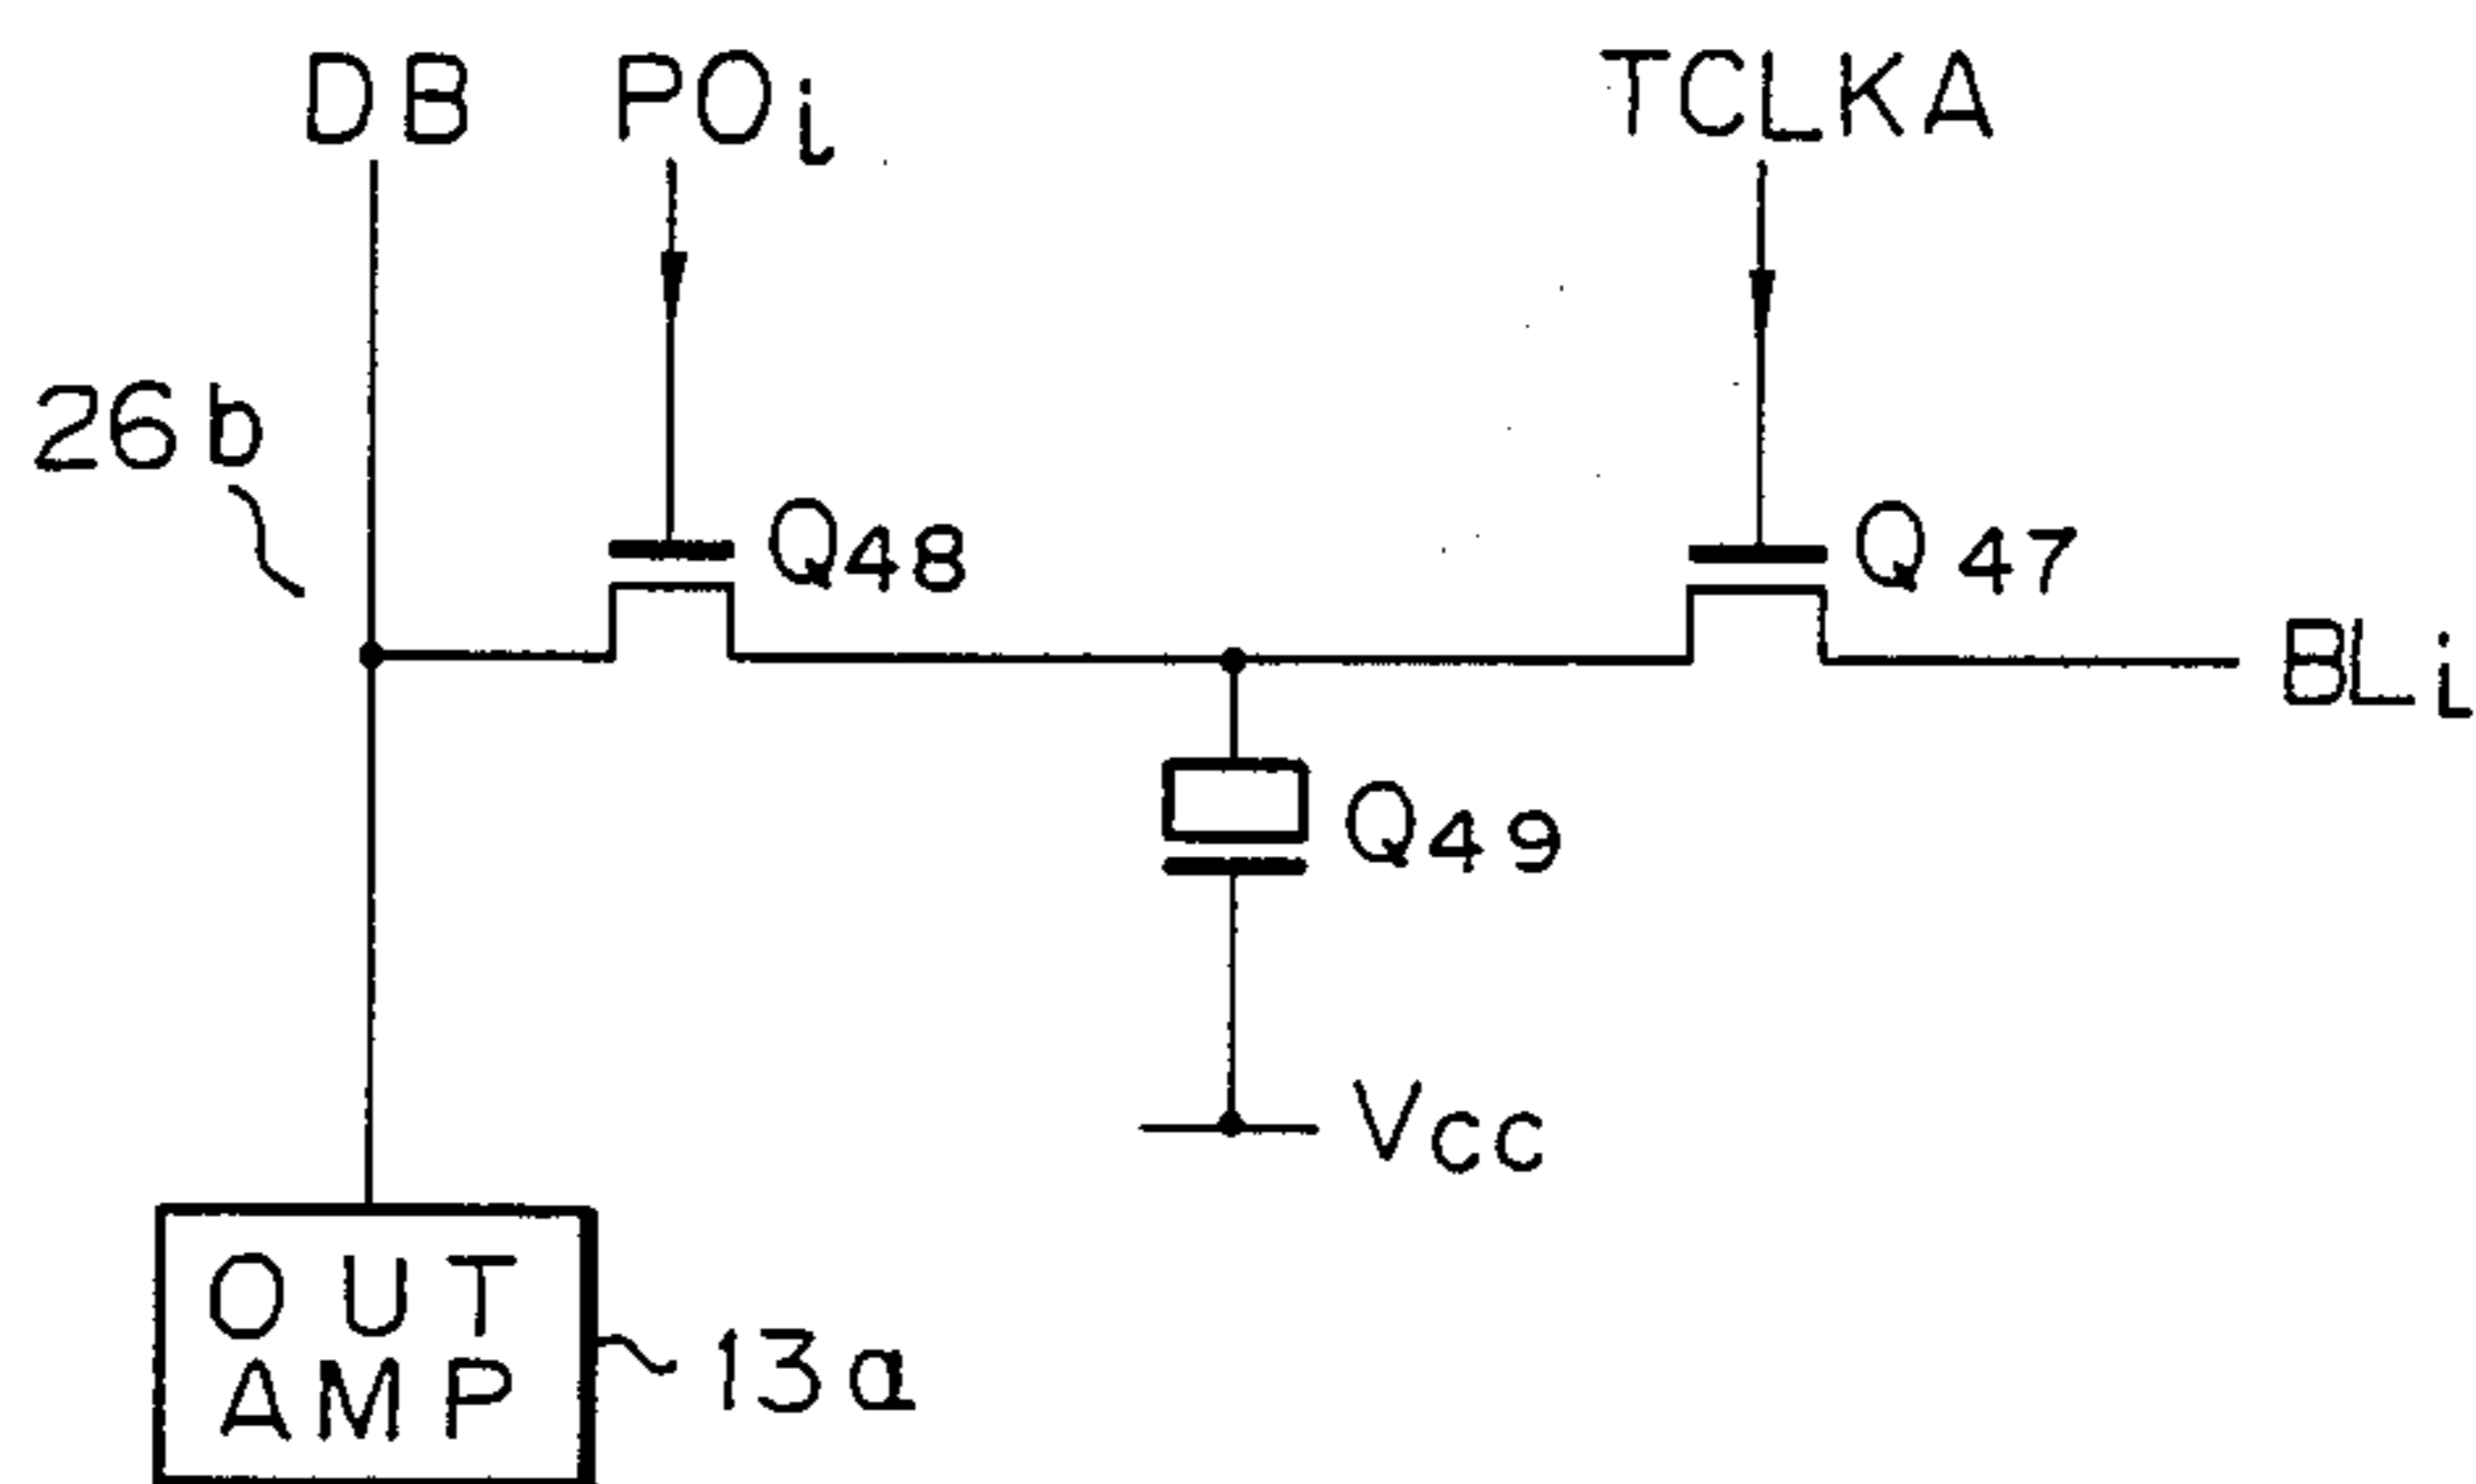 DB POi TCLKA
26b
Q48 Q47
BLi
Q49
Vcc
OUT
AMP
13a